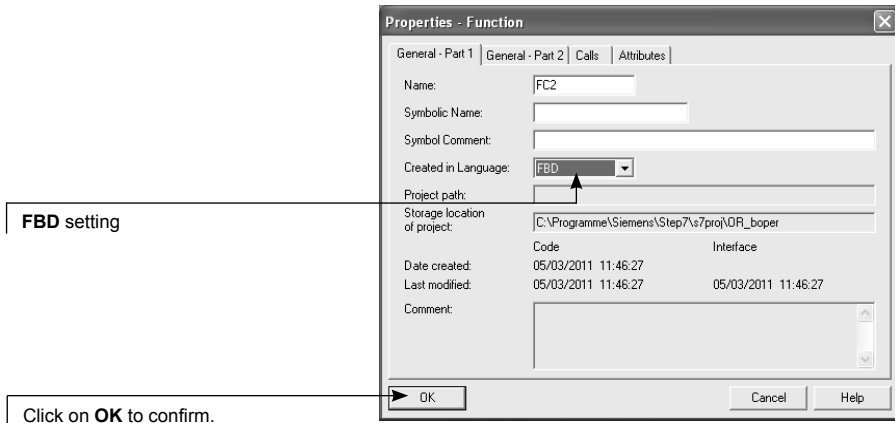 Properties - Function
General - Part 1 General - Part 2 Calls Attributes
Name: FC2
Symbolic Name:
Symbol Comment:
Created in Language: FBD
Project path:
FBD setting
Storage location
of project: C:\Programme\Siemens\Step7\s7proj\OR_boper
Code Interface
Date created: 05/03/2011 11:46:27
Last modified: 05/03/2011 11:46:27 05/03/2011 11:46:27
Comment:
OK Cancel Help
Click on OK to confirm.